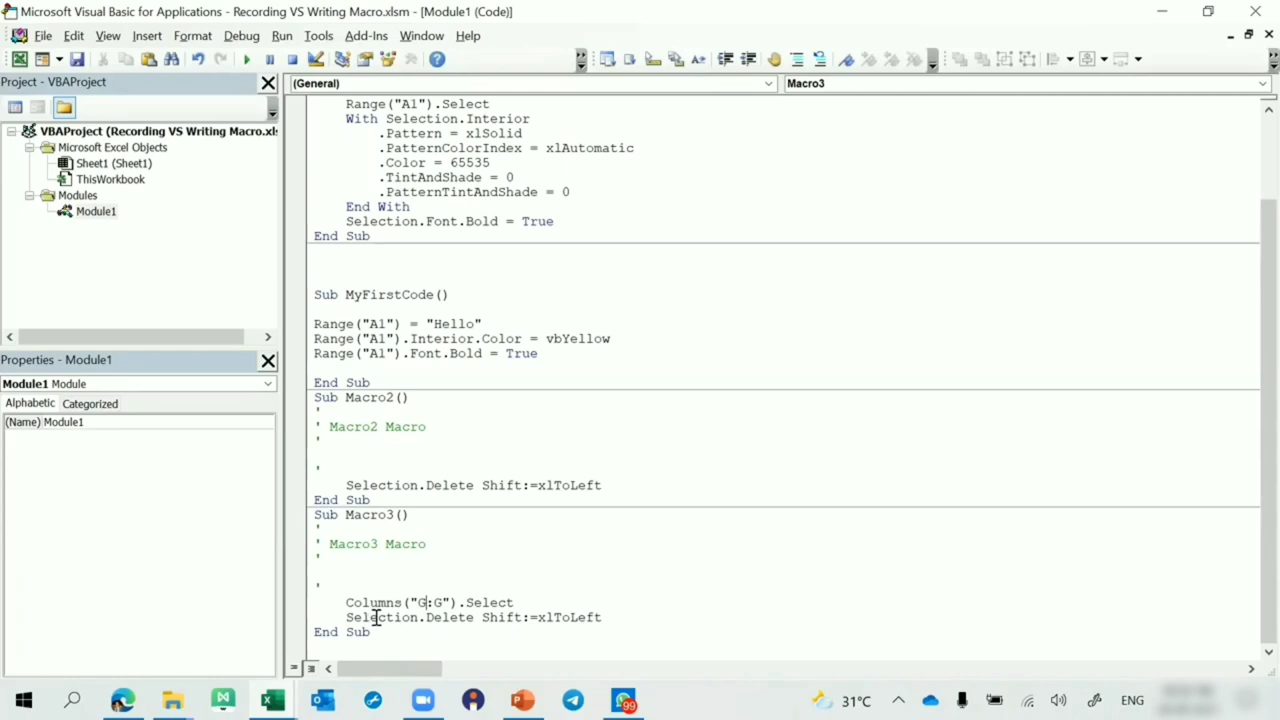 Microsoft Visual Basic for Applications - Recording VS Writing Macro.xlsm - [Module1 (Code)]
File Edit View Insert Format Debug Run Tools Add-Ins Window Help
Project - VBAProject
(General)
Macro3
VBAProject (Recording VS Writing Macro.xl
Microsoft Excel Objects
Sheet1 (Sheet1)
ThisWorkbook
Modules
Module1
Properties - Module1
Module1 Module
Alphabetic Categorized
(Name) Module1
Range("A1").Select
With Selection.Interior
.Pattern = xlSolid
.PatternColorIndex = xlAutomatic
.Color = 65535
.TintAndShade = 0
.PatternTintAndShade = 0
End With
Selection.Font.Bold = True
End Sub
Sub MyFirstCode()
Range("A1") = "Hello"
Range("A1").Interior.Color = vbYellow
Range("A1").Font.Bold = True
End Sub
Sub Macro2()
'
' Macro2 Macro
'
'
Selection.Delete Shift:=xlToLeft
End Sub
Sub Macro3()
'
' Macro3 Macro
'
'
Columns("G:G").Select
Selection.Delete Shift:=xlToLeft
End Sub
99
31°C
ENG